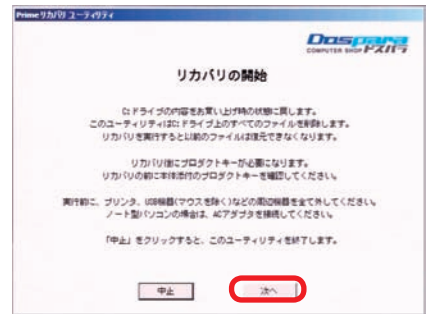 Prime リカバリ ユーティリティ
Dospara
COMPUTER SHOP ドスパラ
リカバリの開始
C:ドライブの内容をお買い上げ時の状態に戻します。
このユーティリティはC:ドライブ上のすべてのファイルを削除します。
リカバリを実行すると以前のファイルは復元できなくなります。
リカバリ後にプロダクトキーが必要になります。
リカバリの前に本体添付のプロダクトキーを確認してください。
実行前に、プリンタ、USB機器(マウスを除く)などの周辺機器を全て外してください。
ノート型パソコンの場合は、ACアダプタを接続してください。
「中止」をクリックすると、このユーティリティを終了します。
中止
次へ